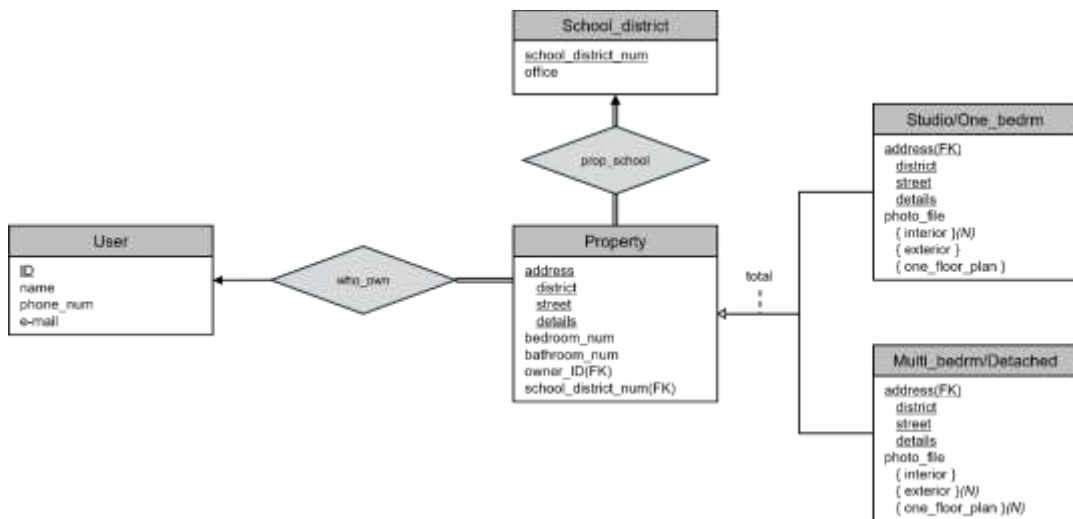 School_district
school_district_num
office
prop_school
User
ID
name
phone_num
e-mail
who_own
Property
address
district
street
details
bedroom_num
bathroom_num
owner_ID(FK)
school_district_num(FK)
total
Studio/One_bedrm
address(FK)
district
street
details
photo_file
{ interior }(N)
{ exterior }
{ one_floor_plan }
Multi_bedrm/Detached
address(FK)
district
street
details
photo_file
{ interior }
{ exterior }(N)
{ one_floor_plan }(N)